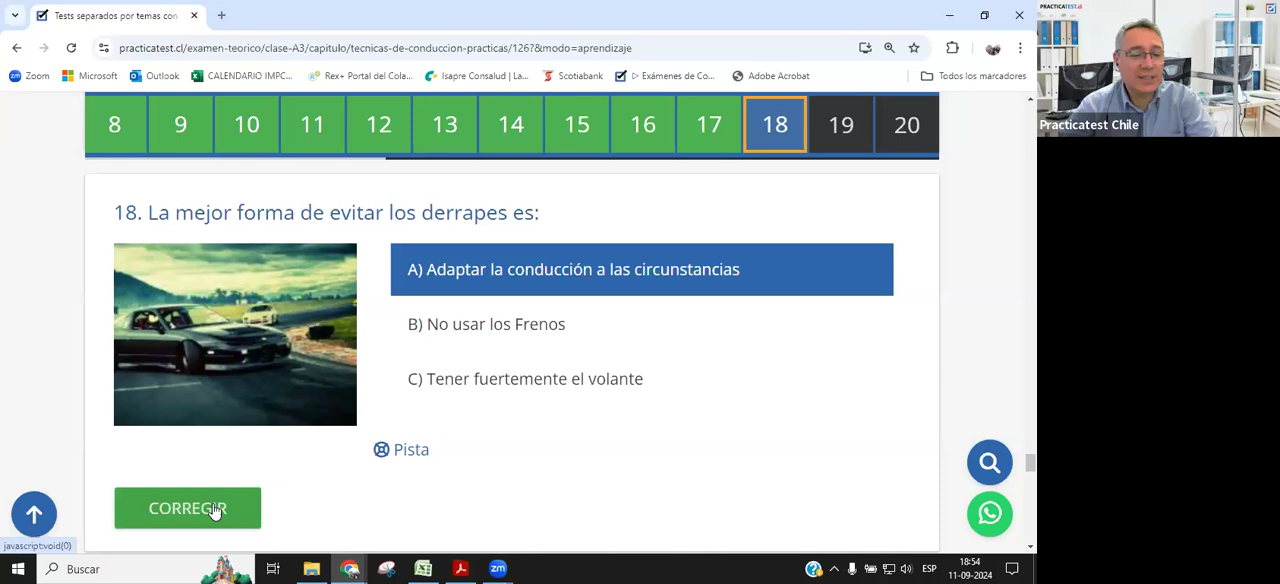 Tests separados por temas con
practicatest.cl/examen-teorico/clase-A3/capitulo/tecnicas-de-conduccion-practicas/126?&modo=aprendizaje
Zoom
Microsoft
Outlook
CALENDARIO IMPC...
Rex+ Portal del Cola...
Isapre Consalud | La...
Scotiabank
▷ Exámenes de Co...
Adobe Acrobat
Todos los marcadores
PRACTICATEST.cl
Practicatest Chile
8 9 10 11 12 13 14 15 16 17 18 19 20
18. La mejor forma de evitar los derrapes es:
A) Adaptar la conducción a las circunstancias
B) No usar los Frenos
C) Tener fuertemente el volante
Pista
CORREGIR
javascript:void(0)
Buscar
ESP
18:54
11-09-2024